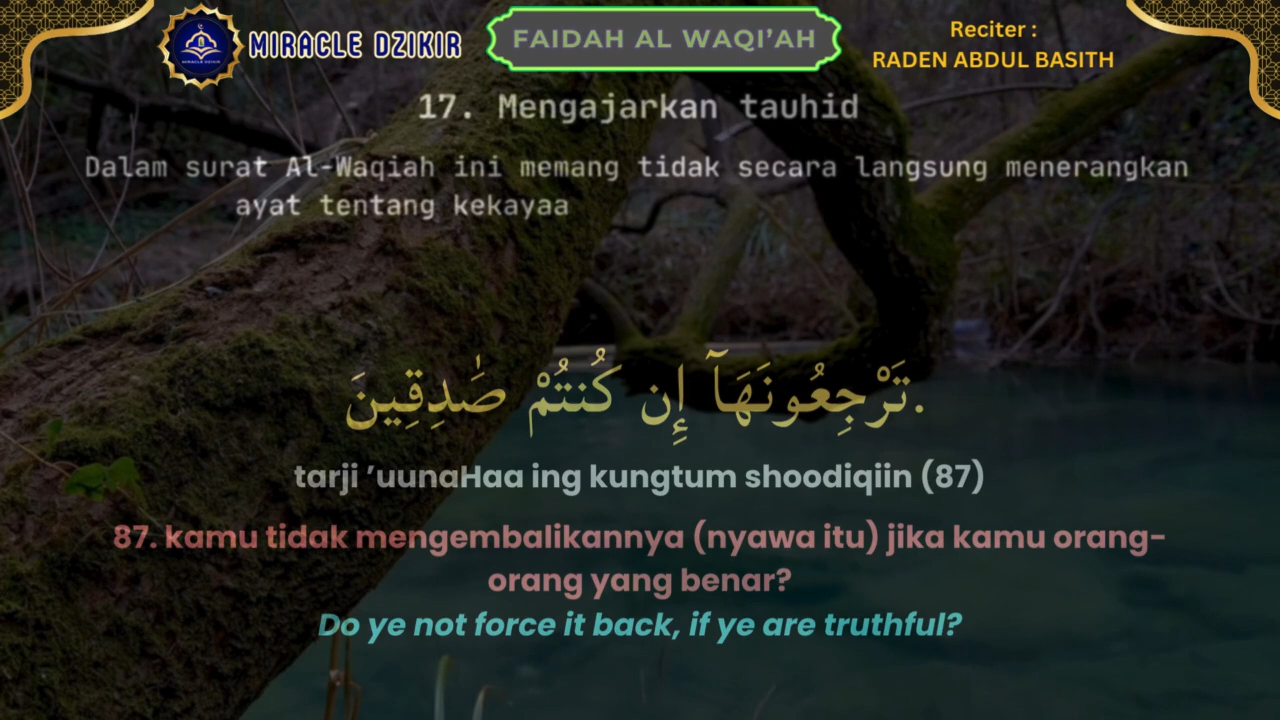 MIRACLE DZIKIR
FAIDAH AL WAQI’AH
Reciter :
RADEN ABDUL BASITH
17. Mengajarkan tauhid
Dalam surat Al-Waqiah ini memang tidak secara langsung menerangkan
ayat tentang kekayaa
تَرْجِعُونَهَآ إِن كُنتُمْ صَٰدِقِينَ.
tarji ’uunaHaa ing kungtum shoodiqiin (87)
87. kamu tidak mengembalikannya (nyawa itu) jika kamu orang-
orang yang benar?
Do ye not force it back, if ye are truthful?